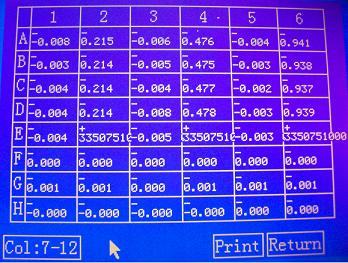 1 2 3 4 5 6
A -0.008 0.215 -0.006 0.476 -0.004 0.941
B -0.003 0.214 -0.005 0.475 -0.003 0.938
C -0.004 0.214 -0.004 0.477 -0.002 0.937
D -0.004 0.214 -0.008 0.478 -0.003 0.939
E -0.004 +33507510 -0.005 +33507510 -0.003 +3350751000
F 0.000 0.000 0.000 0.000 0.000 0.000
G 0.001 0.001 0.001 0.001 0.001 0.001
H -0.000 -0.000 -0.000 -0.000 0.000 0.000
Col:7-12 Print Return